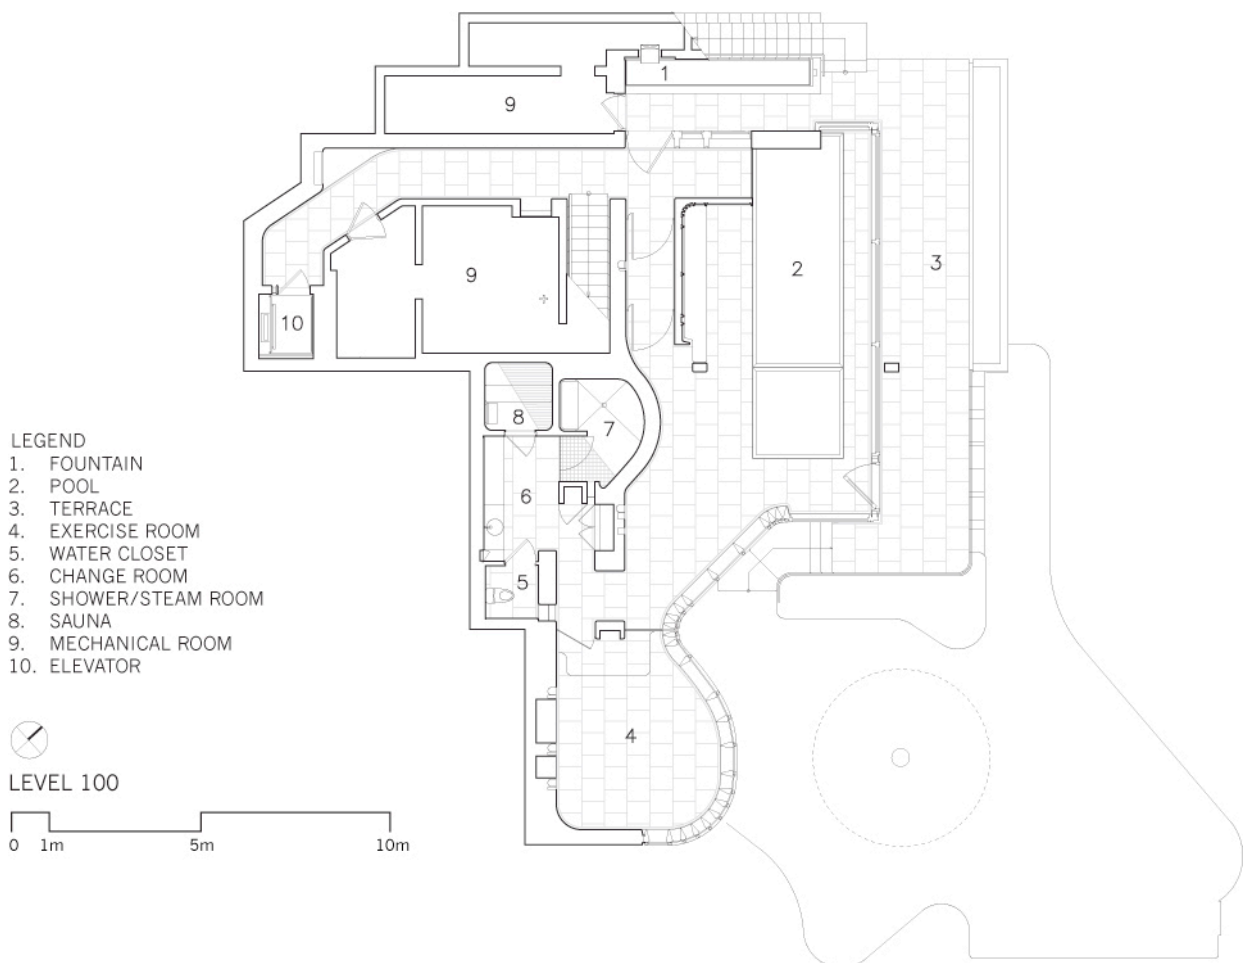 1
9
9
2
3
10
8
7
6
5
4
LEGEND
1. FOUNTAIN
2. POOL
3. TERRACE
4. EXERCISE ROOM
5. WATER CLOSET
6. CHANGE ROOM
7. SHOWER/STEAM ROOM
8. SAUNA
9. MECHANICAL ROOM
10. ELEVATOR
LEVEL 100
0 1m 5m 10m